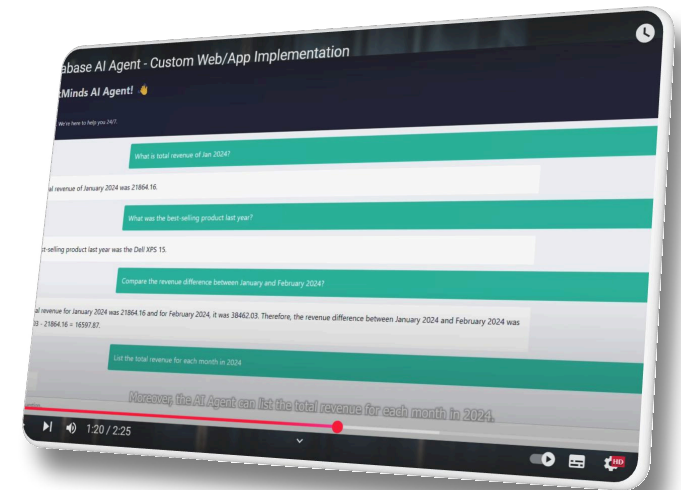 abase AI Agent - Custom Web/App Implementation
tMinds AI Agent! 👋
We're here to help you 24/7.
What is total revenue of Jan 2024?
al revenue of January 2024 was 21864.16.
What was the best-selling product last year?
st-selling product last year was the Dell XPS 15.
Compare the revenue difference between January and February 2024?
al revenue for January 2024 was 21864.16 and for February 2024, it was 38462.03. Therefore, the revenue difference between January 2024 and February 2024 was
03 - 21864.16 = 16597.87.
List the total revenue for each month in 2024
Moreover, the AI Agent can list the total revenue for each month in 2024.
1:20 / 2:25
HD